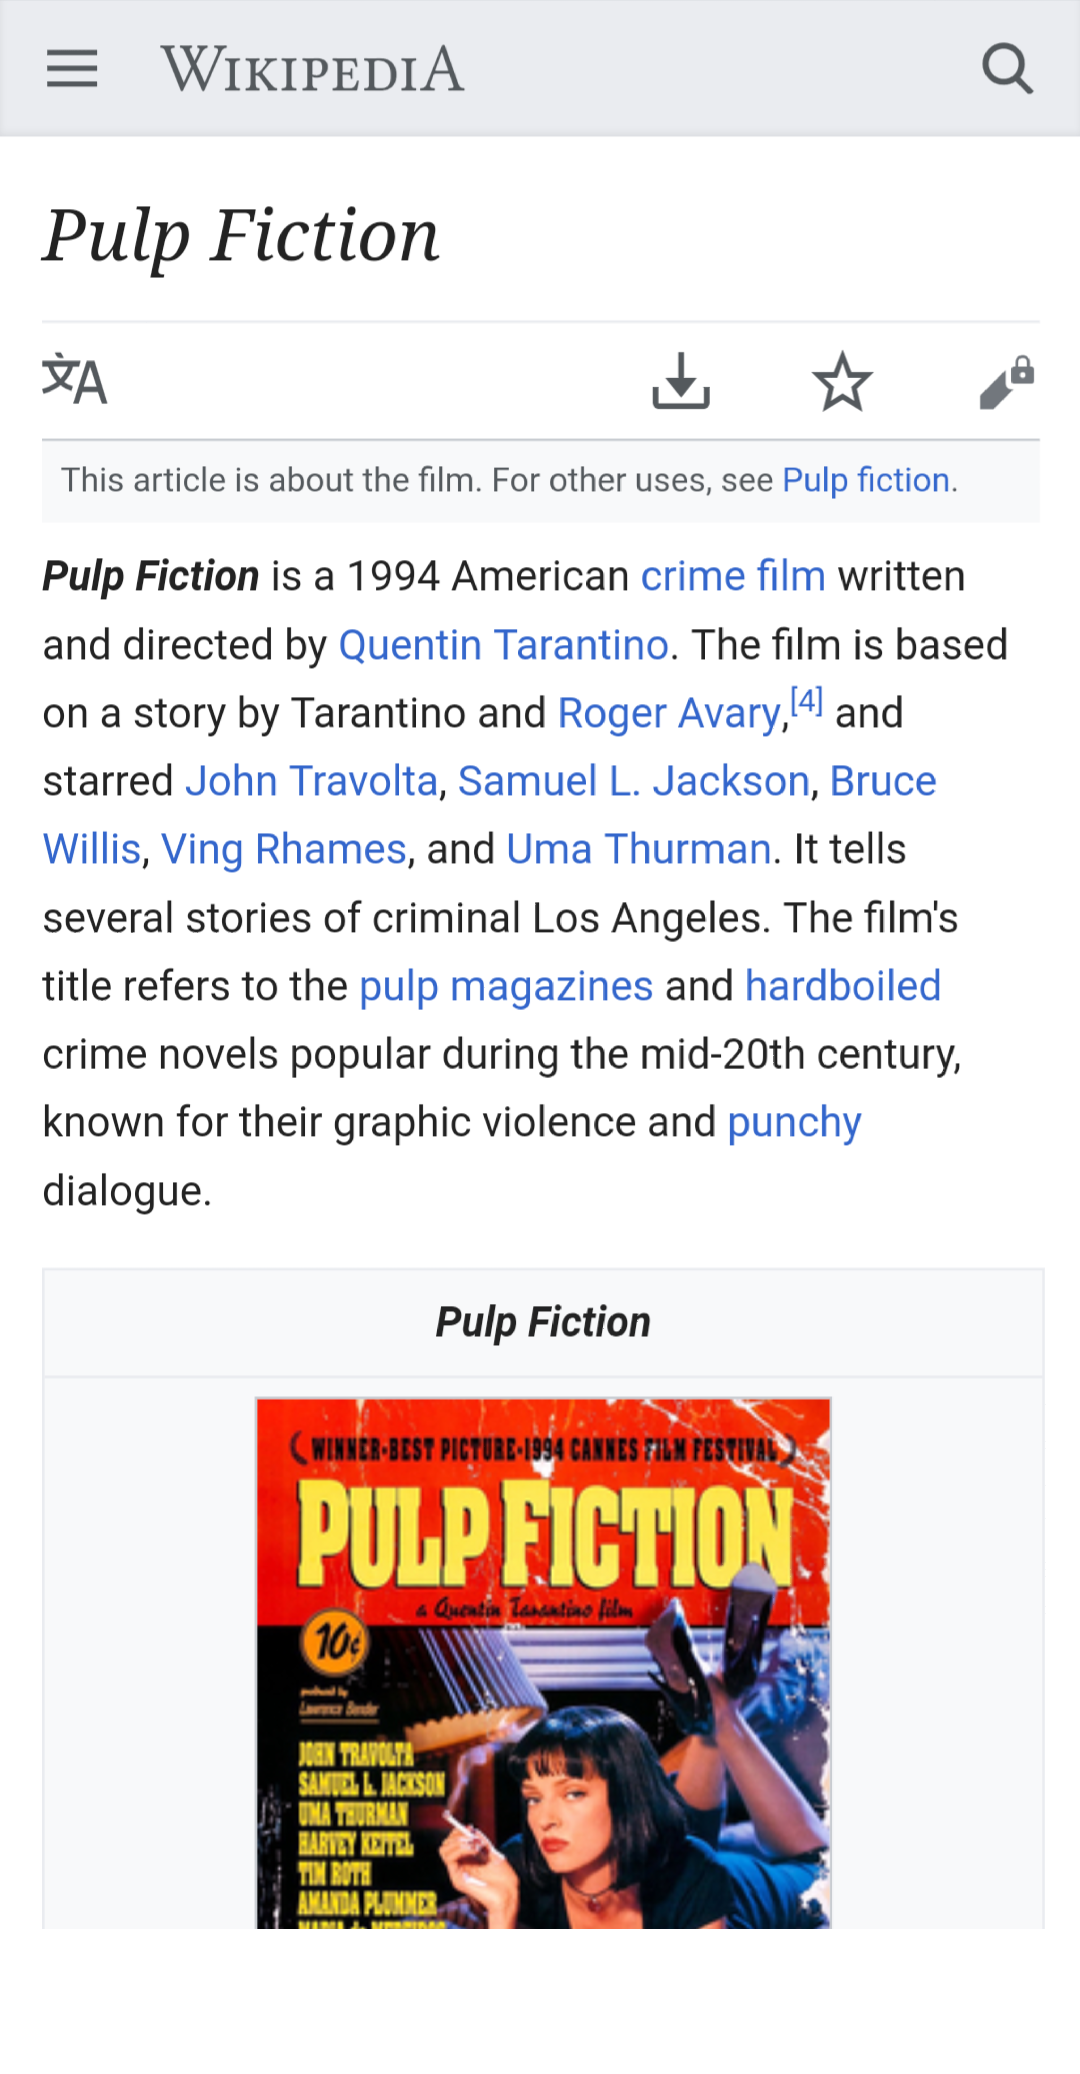 WIKIPEDIA
Pulp Fiction
文A
This article is about the film. For other uses, see Pulp fiction.
Pulp Fiction is a 1994 American crime film written
and directed by Quentin Tarantino. The film is based
on a story by Tarantino and Roger Avary,[4] and
starred John Travolta, Samuel L. Jackson, Bruce
Willis, Ving Rhames, and Uma Thurman. It tells
several stories of criminal Los Angeles. The film's
title refers to the pulp magazines and hardboiled
crime novels popular during the mid-20th century,
known for their graphic violence and punchy
dialogue.
Pulp Fiction
WINNER-BEST PICTURE-1994 CANNES FILM FESTIVAL
PULP FICTION
a Quentin Tarantino film
10¢
produced by
Lawrence Bender
JOHN TRAVOLTA
SAMUEL L. JACKSON
UMA THURMAN
HARVEY KEITEL
TIM ROTH
AMANDA PLUMMER
MARIA de MEDEIROS